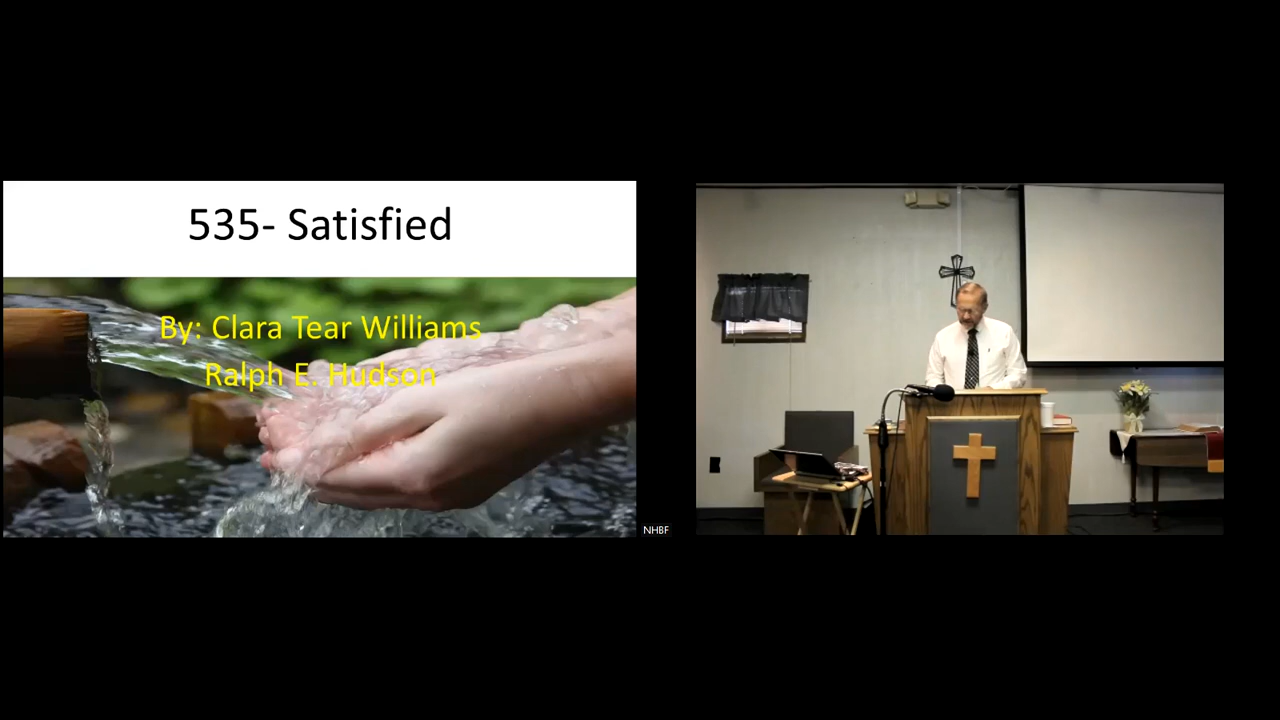 535- Satisfied
By: Clara Tear Williams
Ralph E. Hudson
NHBF